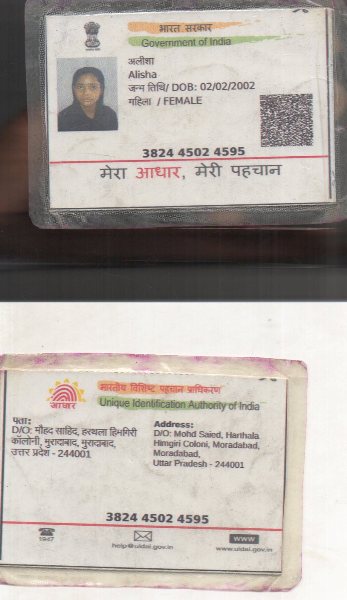 भारत सरकार
Government of India
अलीशा
Alisha
जन्म तिथि/ DOB: 02/02/2002
महिला / FEMALE
3824 4502 4595
मेरा आधार, मेरी पहचान
भारतीय विशिष्ट पहचान प्राधिकरण
Unique Identification Authority of India
आधार
पता:
D/O: मौहद साहिद, हरथला हिमगिरी
कॉलोनी, मुरादाबाद, मुरादाबाद,
उत्तर प्रदेश - 244001
Address:
D/O: Mohd Saied, Harthala
Himgiri Coloni, Moradabad,
Moradabad,
Uttar Pradesh - 244001
3824 4502 4595
1947
help@uidai.gov.in
www
www.uidai.gov.in